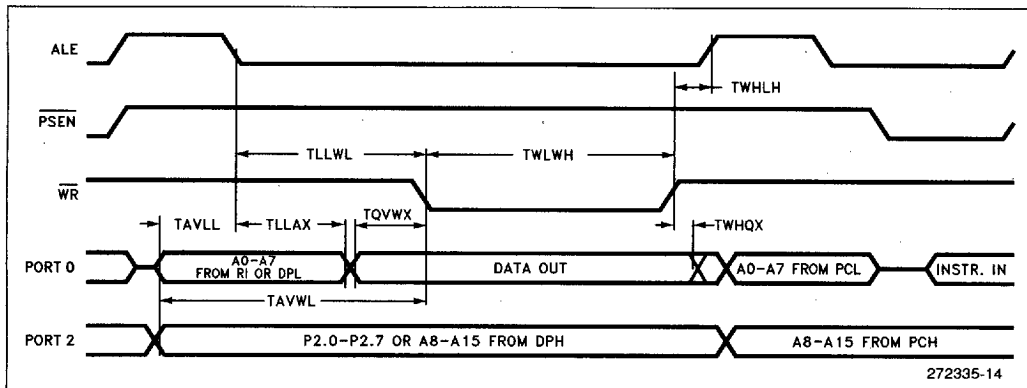 ALE
TWHLH
PSEN
TLLWL
TWLWH
WR
TAVLL
TLLAX
TQVWX
TWHQX
PORT 0
A0-A7
FROM RI OR DPL
DATA OUT
A0-A7 FROM PCL
INSTR. IN
TAVWL
PORT 2
P2.0-P2.7 OR A8-A15 FROM DPH
A8-A15 FROM PCH
272335-14